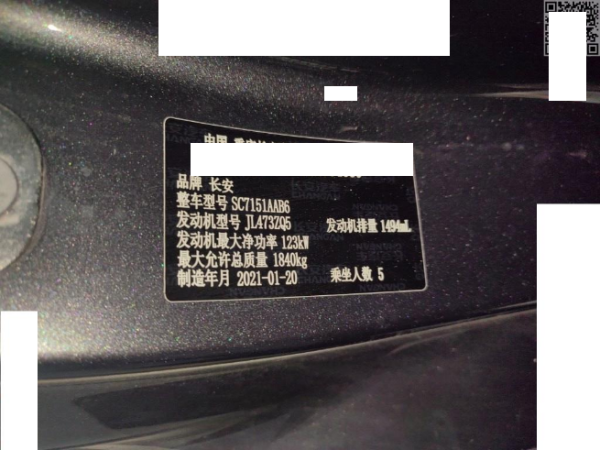 中国
品牌 长安
整车型号 SC7151AAB6
发动机型号 JL473ZQ5 发动机排量 1494mL
发动机最大净功率 123kW
最大允许总质量 1840kg
制造年月 2021-01-20 乘坐人数 5